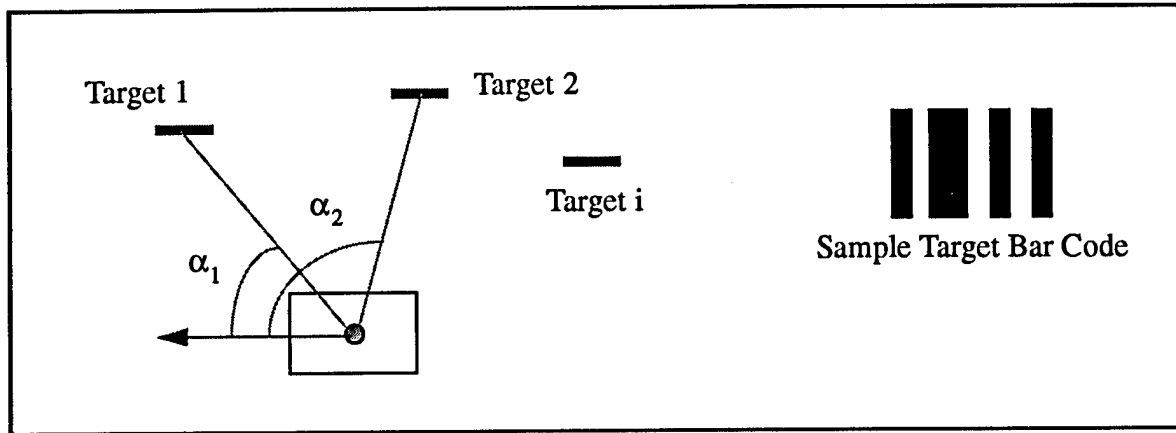 Target 1
Target 2
Target i
α₂
α₁
Sample Target Bar Code